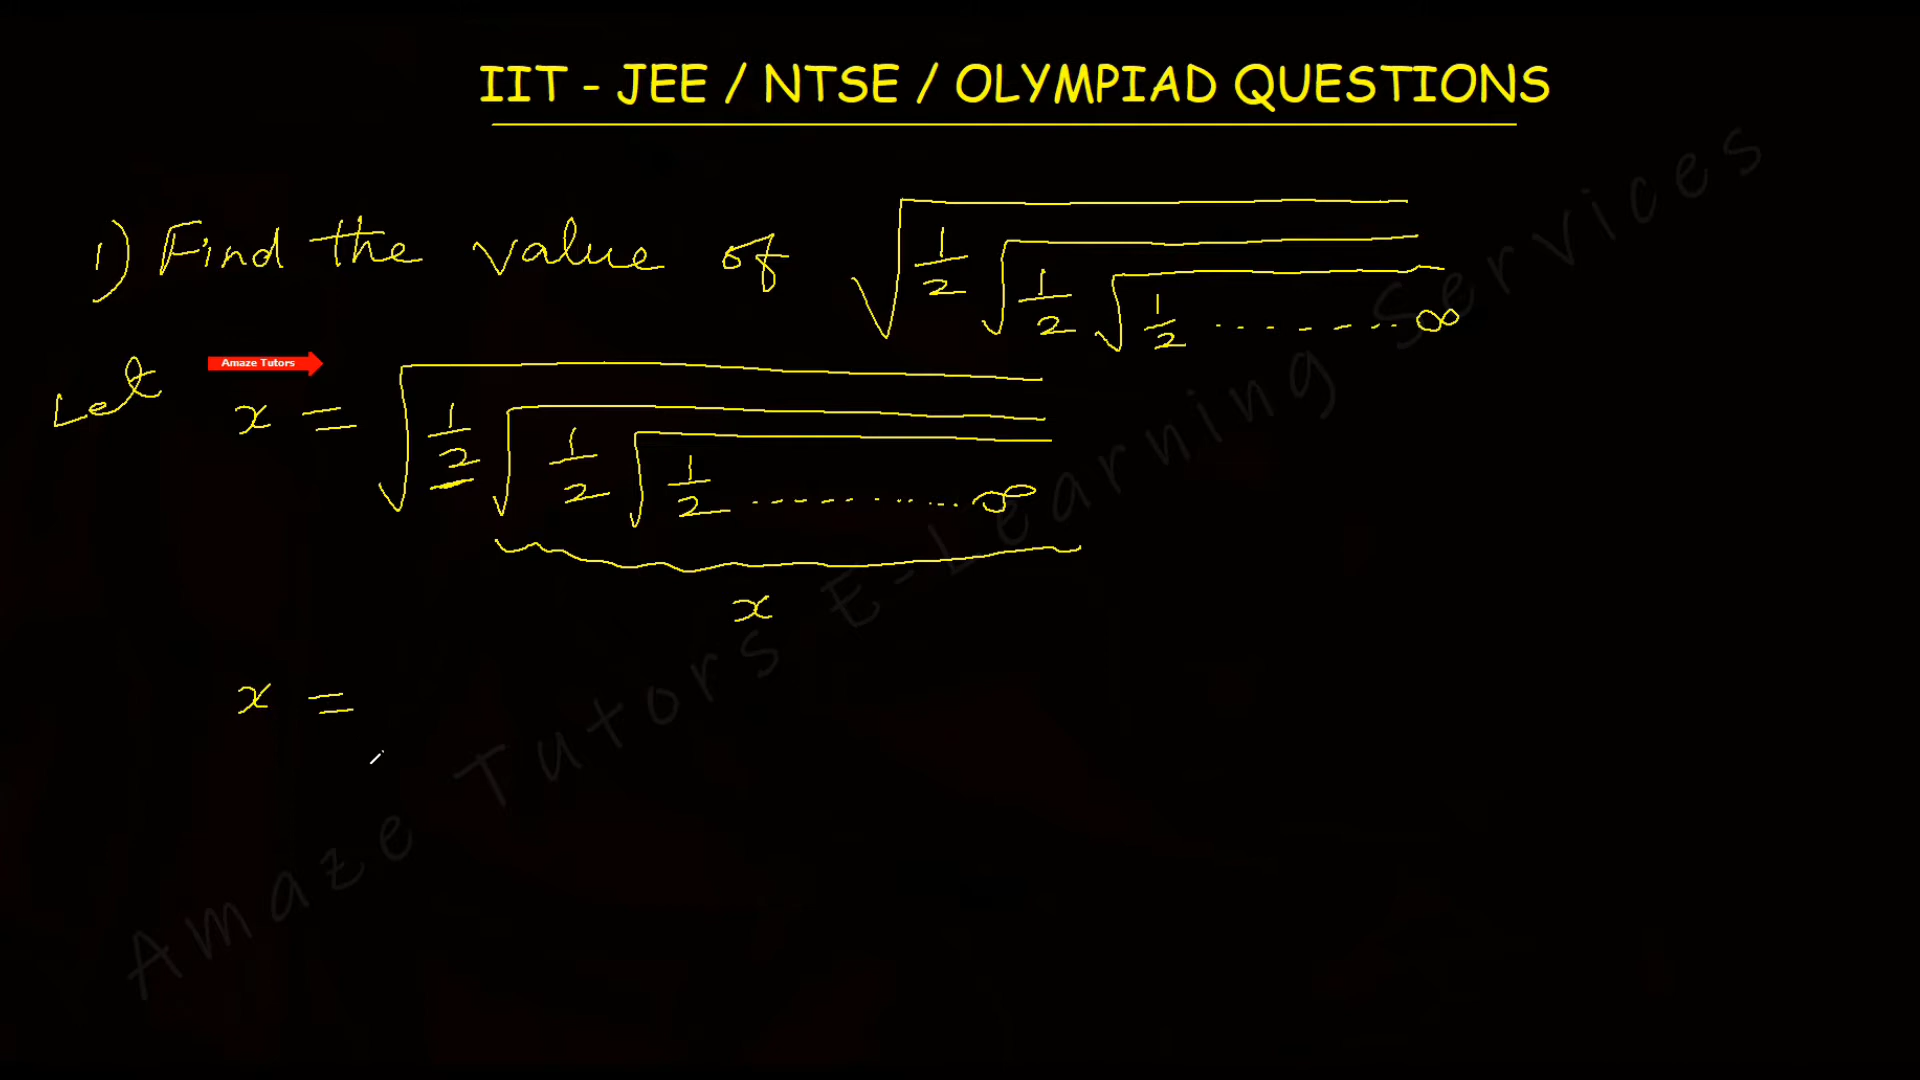 IIT - JEE / NTSE / OLYMPIAD QUESTIONS
1) Find the value of √(1/2 √(1/2 √(1/2 ......... ∞
Amaze Tutors
Let x = √(1/2 √(1/2 √(1/2 ............ ∞
x
x =
Amaze Tutors E-Learning Services